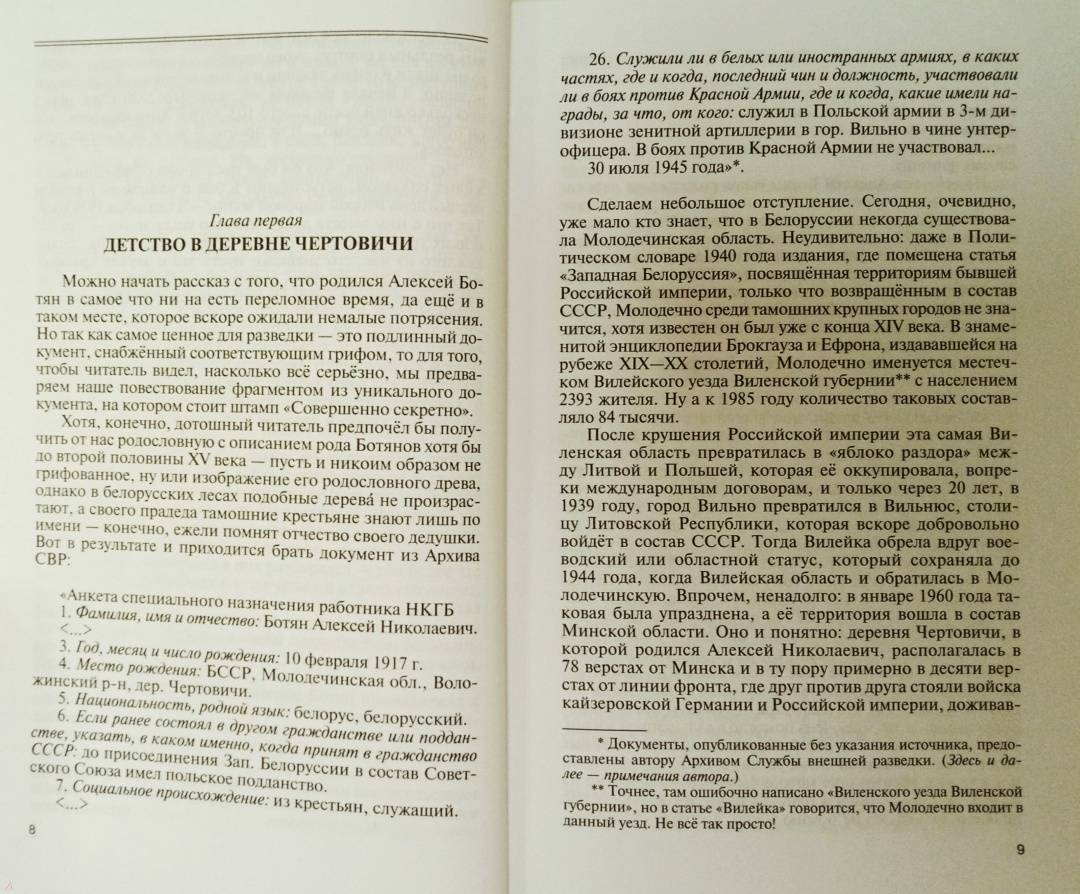 Глава первая
ДЕТСТВО В ДЕРЕВНЕ ЧЕРТОВИЧИ
Можно начать рассказ с того, что родился Алексей Бо-
тян в самое что ни на есть переломное время, да ещё и в
таком месте, которое вскоре ожидали немалые потрясения.
Но так как самое ценное для разведки — это подлинный до-
кумент, снабжённый соответствующим грифом, то для того,
чтобы читатель видел, насколько всё серьёзно, мы предва-
ряем наше повествование фрагментом из уникального до-
кумента, на котором стоит штамп «Совершенно секретно».
Хотя, конечно, дотошный читатель предпочёл бы полу-
чить от нас родословную с описанием рода Ботянов хотя бы
до второй половины XV века — пусть и никоим образом не
грифованное, ну или изображение его родословного древа,
однако в белорусских лесах подобные дерева́ не произрас-
тают, а своего прадеда тамошние крестьяне знают лишь по
имени — конечно, ежели помнят отчество своего дедушки.
Вот в результате и приходится брать документ из Архива
СВР:
«Анкета специального назначения работника НКГБ
1. Фамилия, имя и отчество: Ботян Алексей Николаевич.
<...>
3. Год, месяц и число рождения: 10 февраля 1917 г.
4. Место рождения: БССР, Молодечинская обл., Воло-
жинский р-н, дер. Чертовичи.
5. Национальность, родной язык: белорус, белорусский.
6. Если ранее состоял в другом гражданстве или поддан-
стве, указать, в каком именно, когда принят в гражданство
СССР: до присоединения Зап. Белоруссии в состав Совет-
ского Союза имел польское подданство.
7. Социальное происхождение: из крестьян, служащий.
<...>
8
26. Служили ли в белых или иностранных армиях, в каких
частях, где и когда, последний чин и должность, участвовали
ли в боях против Красной Армии, где и когда, какие имели на-
грады, за что, от кого: служил в Польской армии в 3-м ди-
визионе зенитной артиллерии в гор. Вильно в чине унтер-
офицера. В боях против Красной Армии не участвовал...
30 июля 1945 года»*.
Сделаем небольшое отступление. Сегодня, очевидно,
уже мало кто знает, что в Белоруссии некогда существова-
ла Молодечинская область. Неудивительно: даже в Поли-
тическом словаре 1940 года издания, где помещена статья
«Западная Белоруссия», посвящённая территориям бывшей
Российской империи, только что возвращённым в состав
СССР, Молодечно среди тамошних крупных городов не зна-
чится, хотя известен он был уже с конца XIV века. В знаме-
нитой энциклопедии Брокгауза и Ефрона, издававшейся на
рубеже XIX—XX столетий, Молодечно именуется местеч-
ком Вилейского уезда Виленской губернии** с населением
2393 жителя. Ну а к 1985 году количество таковых состав-
ляло 84 тысячи.
После крушения Российской империи эта самая Ви-
ленская область превратилась в «яблоко раздора» меж-
ду Литвой и Польшей, которая её оккупировала, вопре-
ки международным договорам, и только через 20 лет, в
1939 году, город Вильно превратился в Вильнюс, столи-
цу Литовской Республики, которая вскоре добровольно
войдёт в состав СССР. Тогда Вилейка обрела вдруг вое-
водский или областной статус, который сохраняла до
1944 года, когда Вилейская область и обратилась в Мо-
лодечинскую. Впрочем, ненадолго: в январе 1960 года та-
ковая была упразднена, а её территория вошла в состав
Минской области. Оно и понятно: деревня Чертовичи, в
которой родился Алексей Николаевич, располагалась в
78 верстах от Минска и в ту пору примерно в десяти вер-
стах от линии фронта, где друг против друга стояли войска
кайзеровской Германии и Российской империи, доживав-
* Документы, опубликованные без указания источника, предо-
ставлены автору Архивом Службы внешней разведки. (Здесь и да-
лее — примечания автора.)
** Точнее, там ошибочно написано «Виленского уезда Виленской
губернии», но в статье «Вилейка» говорится, что Молодечно входит в
данный уезд. Не всё так просто!
9